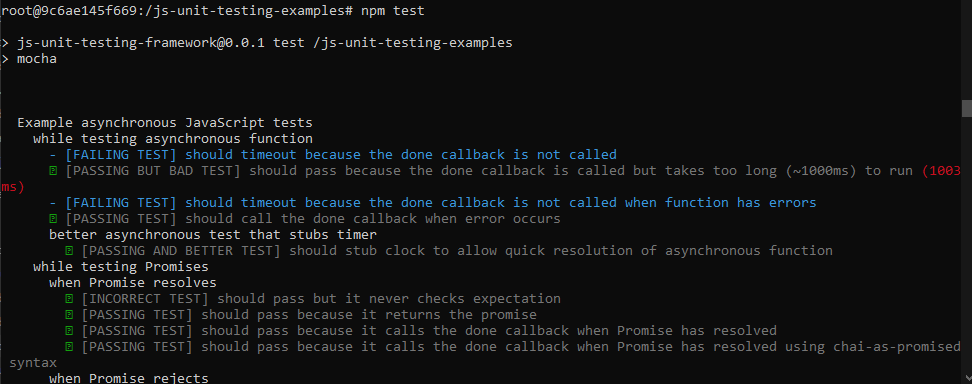 root@9c6ae145f669:/js-unit-testing-examples# npm test
> js-unit-testing-framework@0.0.1 test /js-unit-testing-examples
> mocha
Example asynchronous JavaScript tests
while testing asynchronous function
- [FAILING TEST] should timeout because the done callback is not called
[PASSING BUT BAD TEST] should pass because the done callback is called but takes too long (~1000ms) to run (1003
ms)
- [FAILING TEST] should timeout because the done callback is not called when function has errors
[PASSING TEST] should call the done callback when error occurs
better asynchronous test that stubs timer
[PASSING AND BETTER TEST] should stub clock to allow quick resolution of asynchronous function
while testing Promises
when Promise resolves
[INCORRECT TEST] should pass but it never checks expectation
[PASSING TEST] should pass because it returns the promise
[PASSING TEST] should pass because it calls the done callback when Promise has resolved
[PASSING TEST] should pass because it calls the done callback when Promise has resolved using chai-as-promised
syntax
when Promise rejects